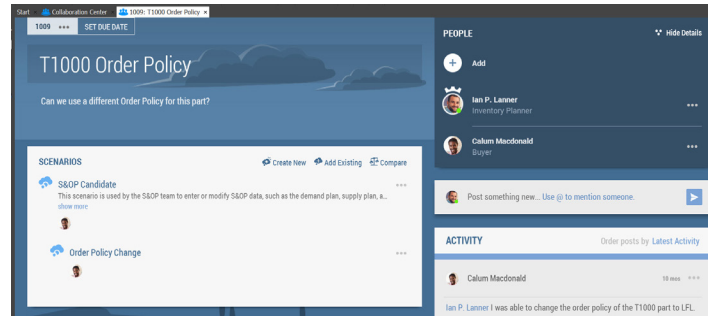 Start
Collaboration Center
1009: T1000 Order Policy ×
1009 •••
SET DUE DATE
T1000 Order Policy
Can we use a different Order Policy for this part?
SCENARIOS
Create New
Add Existing
Compare
S&OP Candidate
This scenario is used by the S&OP team to enter or modify S&OP data, such as the demand plan, supply plan, a...
show more
Order Policy Change
PEOPLE
Hide Details
Add
Ian P. Lanner
Inventory Planner
Calum Macdonald
Buyer
Post something new... Use @ to mention someone.
ACTIVITY
Order posts by Latest Activity
Calum Macdonald
16 mos
Ian P. Lanner I was able to change the order policy of the T1000 part to LFL.